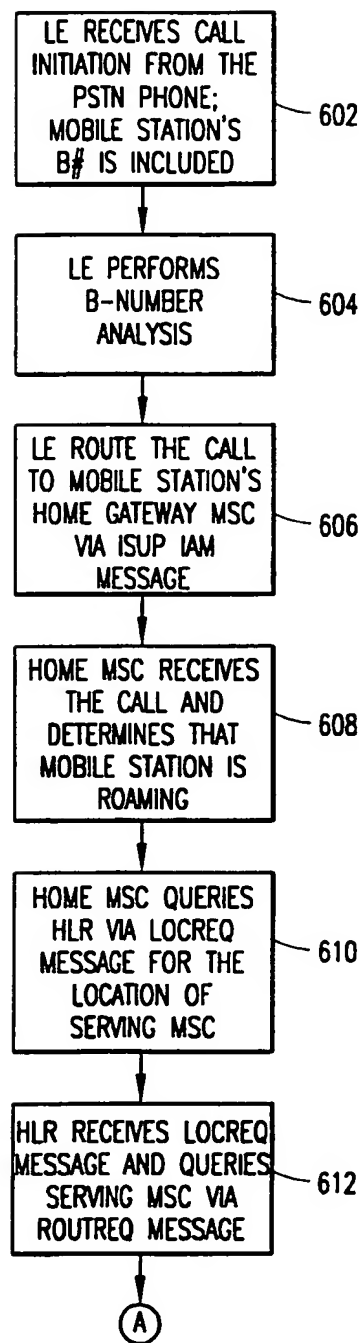 LE RECEIVES CALL
INITIATION FROM THE
PSTN PHONE;
MOBILE STATION'S
B# IS INCLUDED
602
LE PERFORMS
B-NUMBER
ANALYSIS
604
LE ROUTE THE CALL
TO MOBILE STATION'S
HOME GATEWAY MSC
VIA ISUP IAM
MESSAGE
606
HOME MSC RECEIVES
THE CALL AND
DETERMINES THAT
MOBILE STATION IS
ROAMING
608
HOME MSC QUERIES
HLR VIA LOCREQ
MESSAGE FOR THE
LOCATION OF
SERVING MSC
610
HLR RECEIVES LOCREQ
MESSAGE AND QUERIES
SERVING MSC VIA
ROUTREQ MESSAGE
612
A